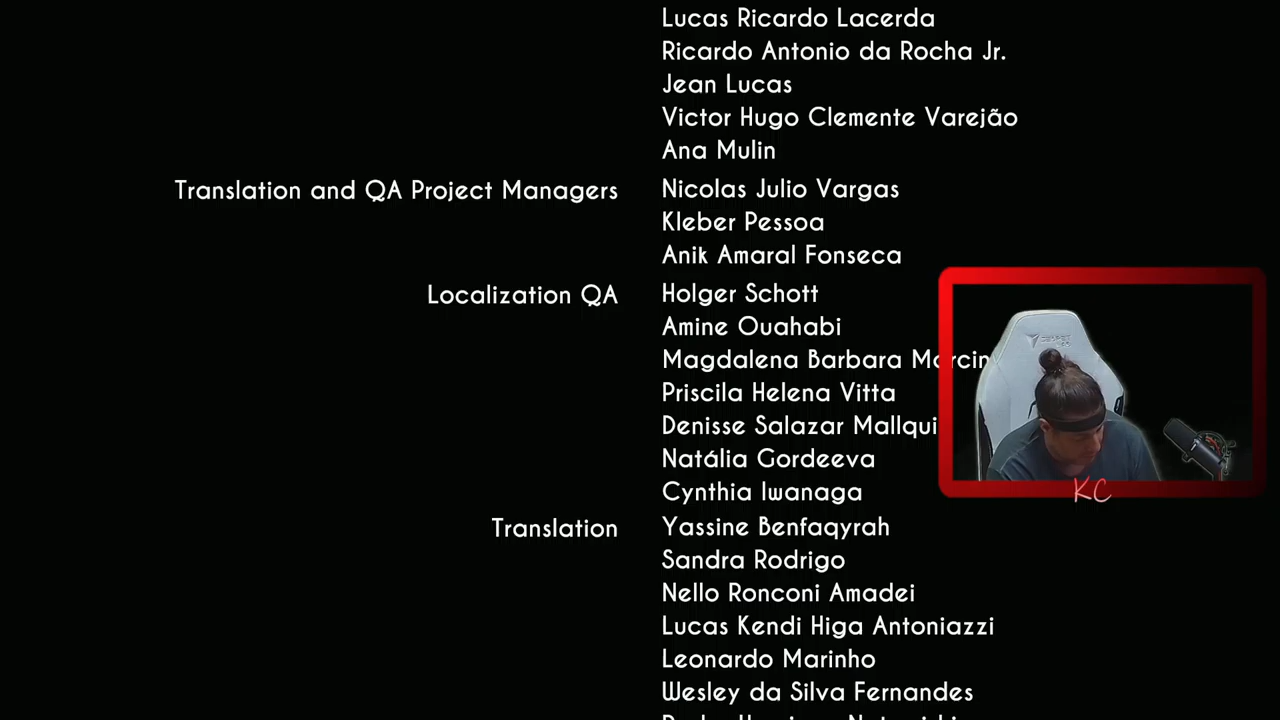 Lucas Ricardo Lacerda
Ricardo Antonio da Rocha Jr.
Jean Lucas
Victor Hugo Clemente Varejão
Ana Mulin
Translation and QA Project Managers Nicolas Julio Vargas
Kleber Pessoa
Anik Amaral Fonseca
Localization QA Holger Schott
Amine Ouahabi
Magdalena Barbara
Priscila Helena Vitta
Denisse Salazar Mallqui
Natália Gordeeva
Cynthia Iwanaga
KC
Translation Yassine Benfaqyrah
Sandra Rodrigo
Nello Ronconi Amadei
Lucas Kendi Higa Antoniazzi
Leonardo Marinho
Wesley da Silva Fernandes